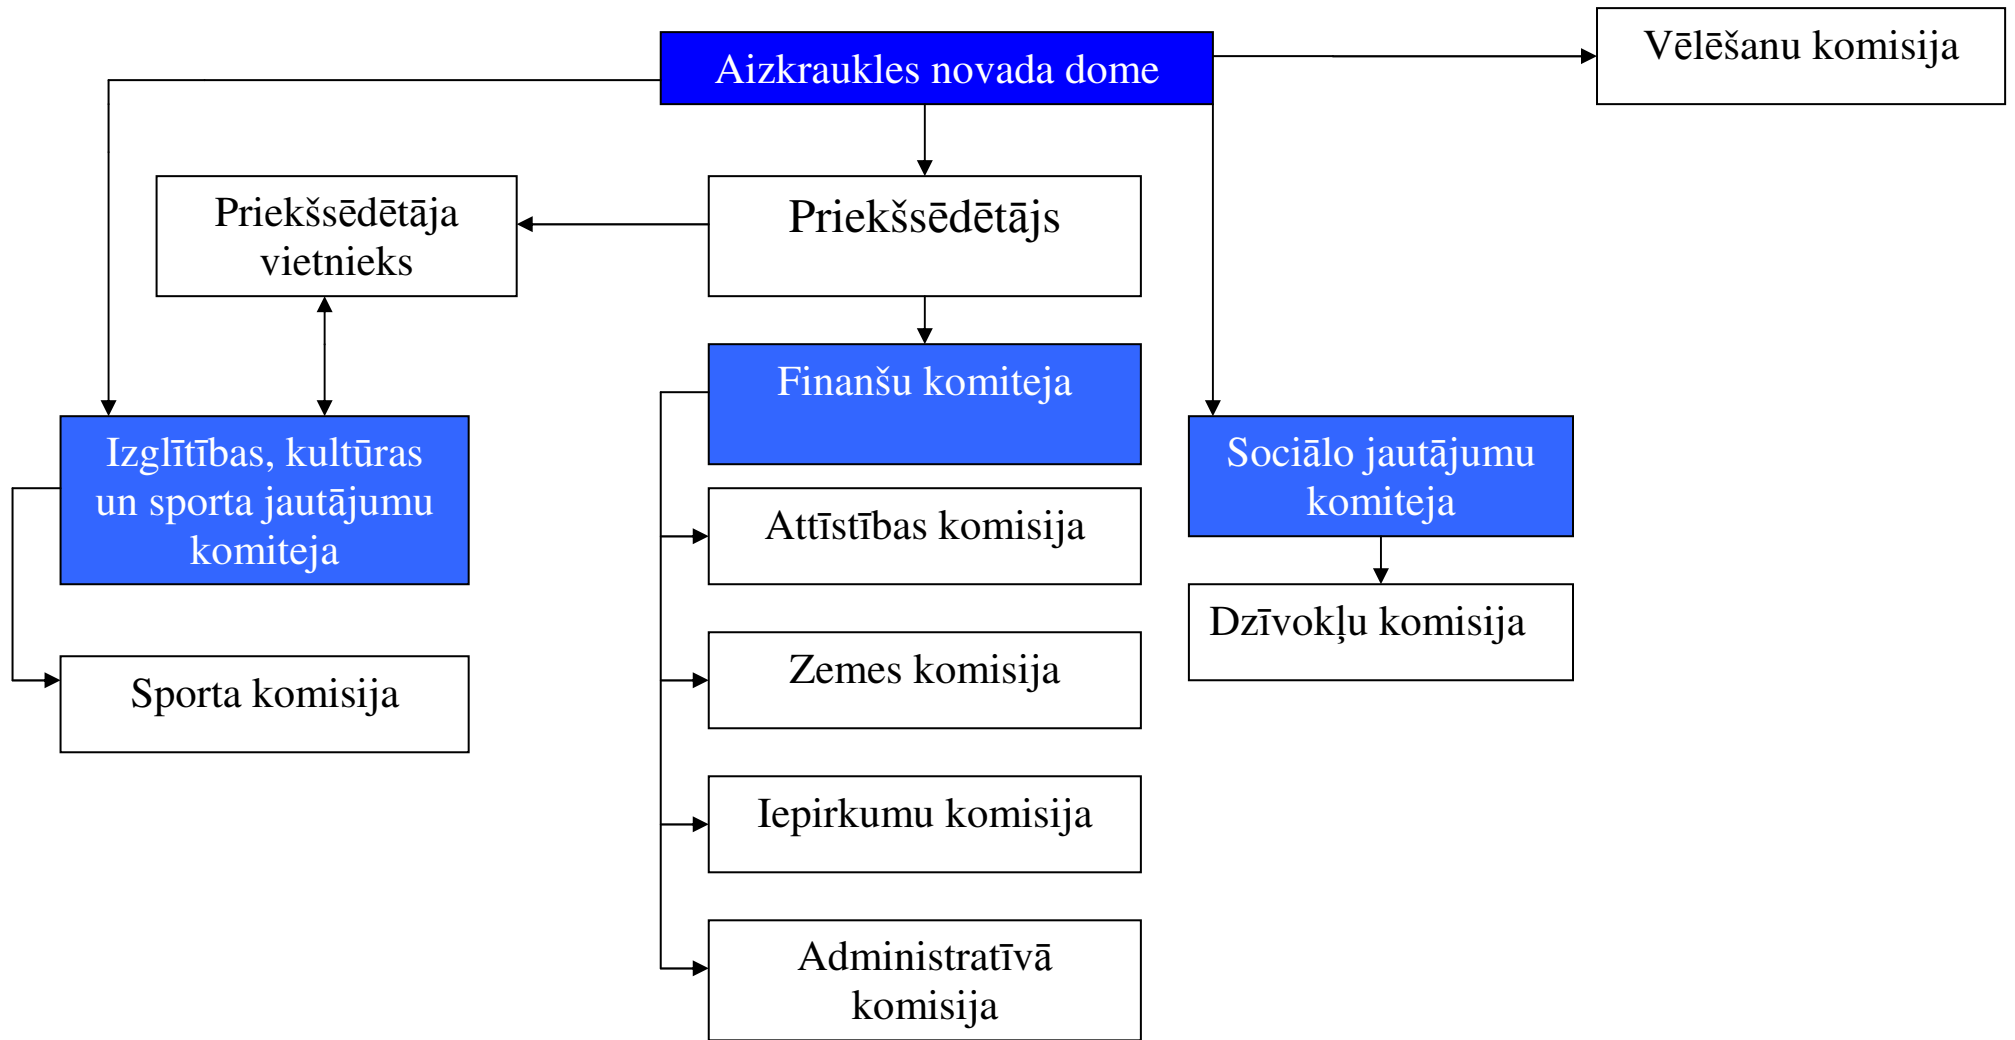 Aizkraukles novada dome
Vēlēšanu komisija
Priekšsēdētāja
vietnieks
Priekšsēdētājs
Finanšu komiteja
Izglītības, kultūras
un sporta jautājumu
komiteja
Sociālo jautājumu
komiteja
Attīstības komisija
Dzīvokļu komisija
Zemes komisija
Sporta komisija
Iepirkumu komisija
Administratīvā
komisija